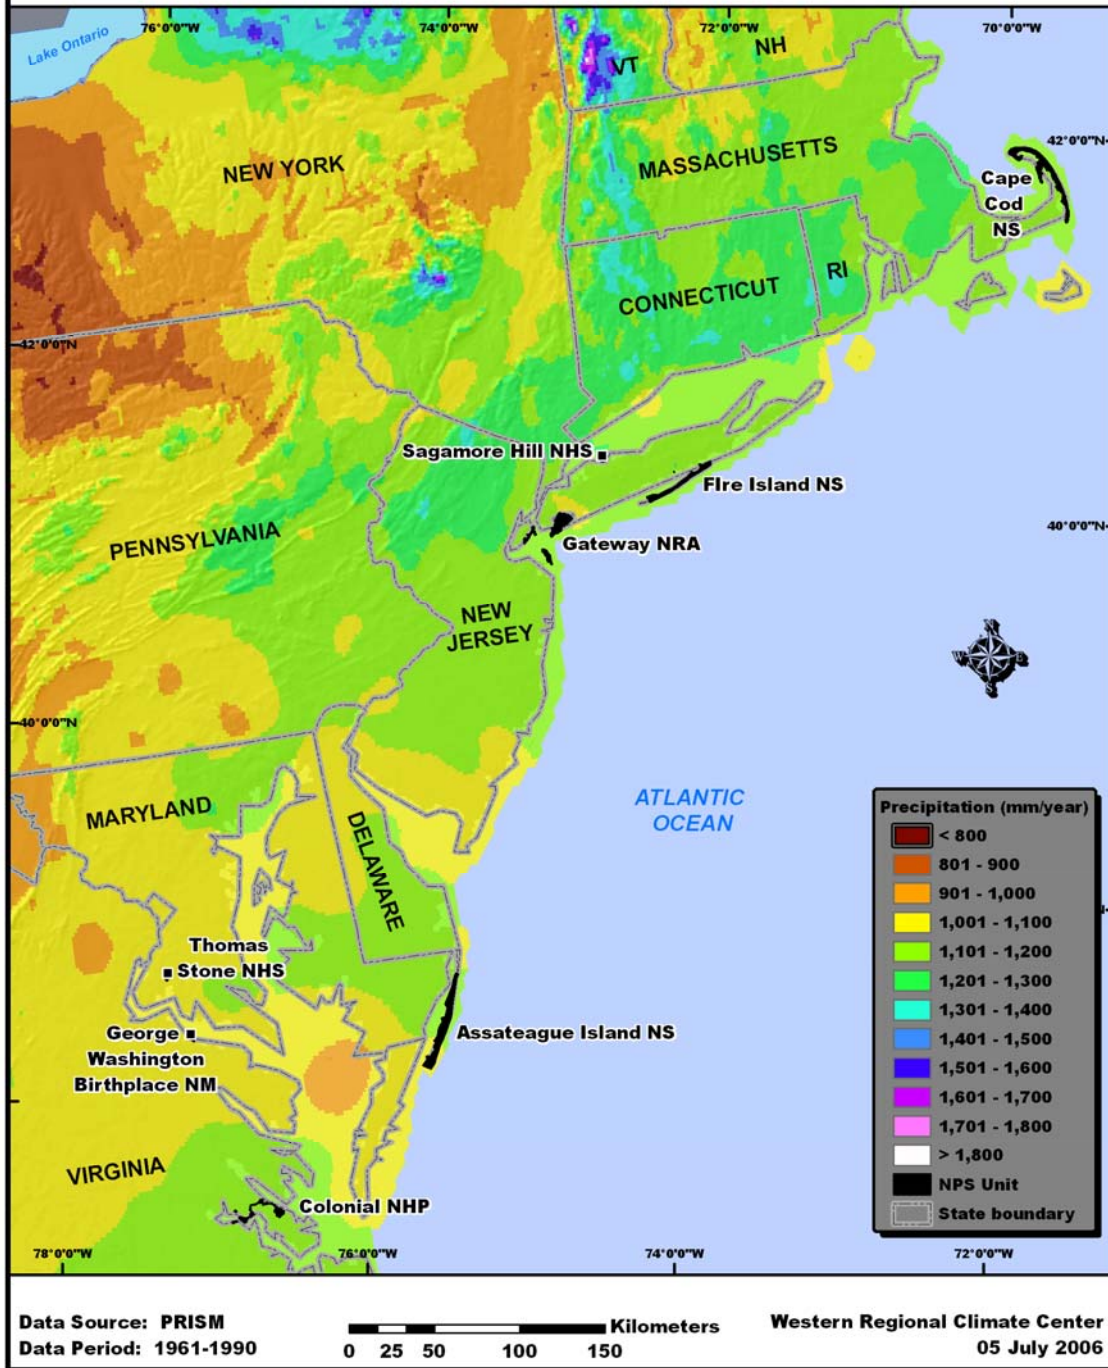 76°0'0"W
74°0'0"W
72°0'0"W
70°0'0"W
Lake Ontario
VT
NH
NEW YORK
MASSACHUSETTS
42°0'0"N
Cape
Cod
NS
CONNECTICUT
RI
42°0'0"N
Sagamore Hill NHS
FIre Island NS
PENNSYLVANIA
40°0'0"N
Gateway NRA
NEW
JERSEY
N
W
E
S
40°0'0"N
MARYLAND
DELAWARE
ATLANTIC
OCEAN
Thomas
Stone NHS
George
Washington
Birthplace NM
Assateague Island NS
VIRGINIA
Colonial NHP
Precipitation (mm/year)
< 800
801 - 900
901 - 1,000
1,001 - 1,100
1,101 - 1,200
1,201 - 1,300
1,301 - 1,400
1,401 - 1,500
1,501 - 1,600
1,601 - 1,700
1,701 - 1,800
> 1,800
NPS Unit
State boundary
78°0'0"W
76°0'0"W
74°0'0"W
72°0'0"W
Data Source: PRISM
Data Period: 1961-1990
Kilometers
0 25 50 100 150
Western Regional Climate Center
05 July 2006